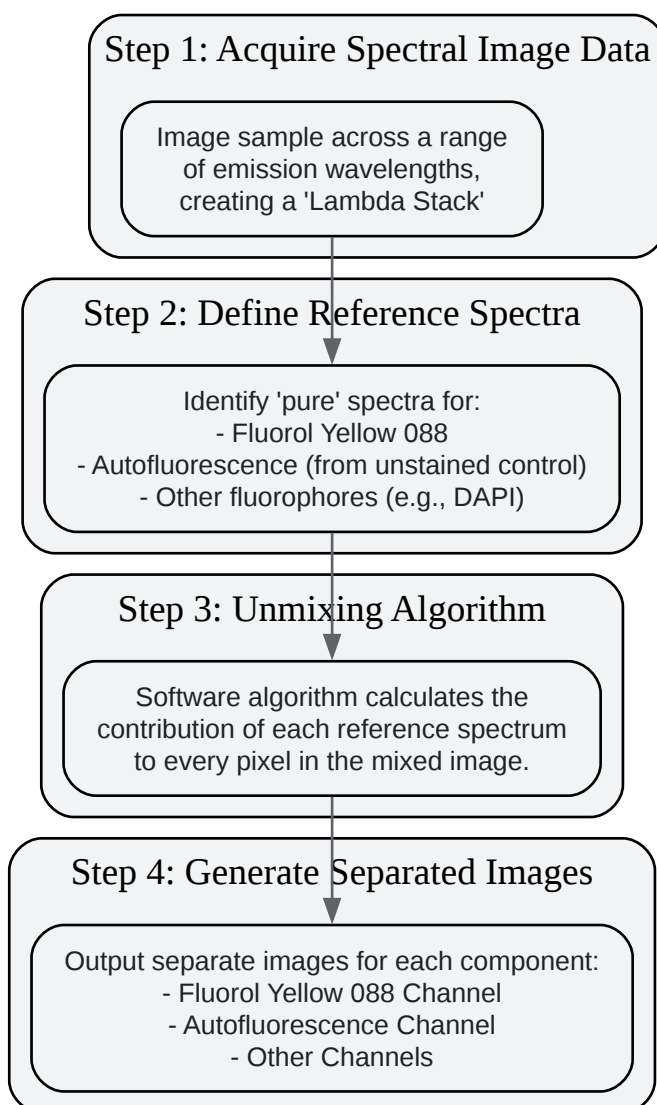 Step 1: Acquire Spectral Image Data
Image sample across a range
of emission wavelengths,
creating a 'Lambda Stack'
Step 2: Define Reference Spectra
Identify 'pure' spectra for:
- Fluorol Yellow 088
- Autofluorescence (from unstained control)
- Other fluorophores (e.g., DAPI)
Step 3: Unmixing Algorithm
Software algorithm calculates the
contribution of each reference spectrum
to every pixel in the mixed image.
Step 4: Generate Separated Images
Output separate images for each component:
- Fluorol Yellow 088 Channel
- Autofluorescence Channel
- Other Channels